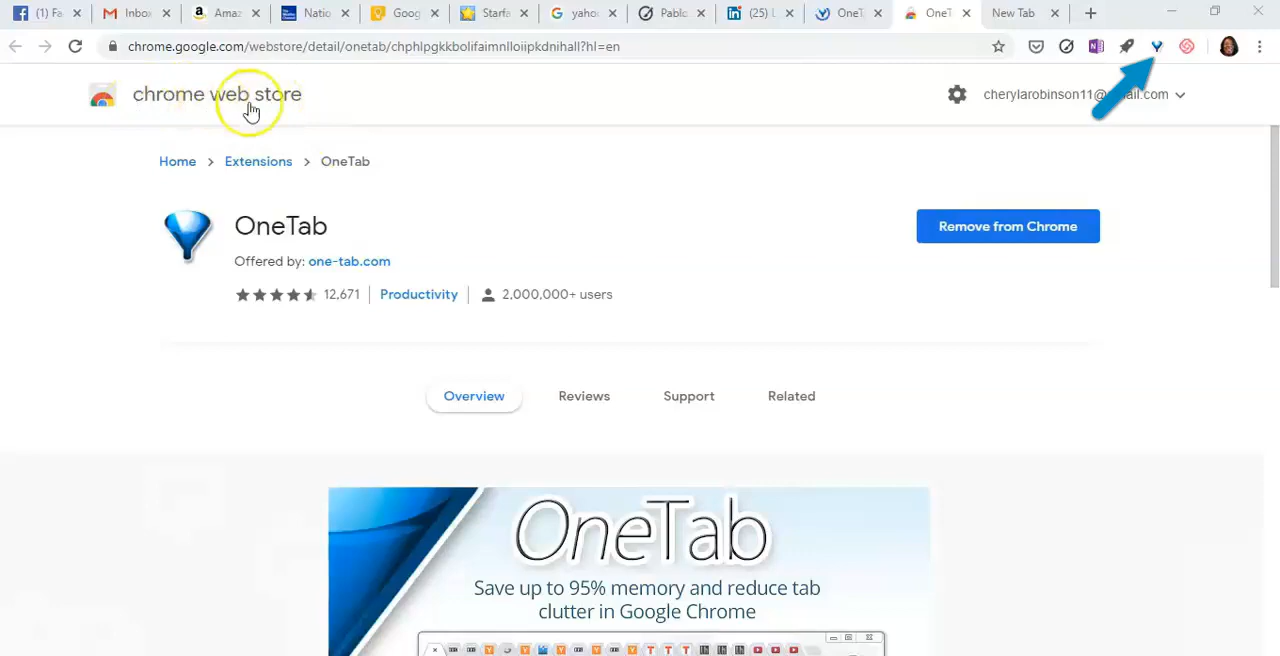 (1) Fa Inbo Amaz Natio Goog Starfa yaho Pablo (25) L OneT OneT New Tab
chrome.google.com/webstore/detail/onetab/chphlpgkkbolifaimnlloiipkdnihall?hl=en
chrome web store
cherylarobinson11@ mail.com
Home > Extensions > OneTab
OneTab
Remove from Chrome
Offered by: one-tab.com
12,671 Productivity 2,000,000+ users
Overview Reviews Support Related
OneTab
Save up to 95% memory and reduce tab
clutter in Google Chrome